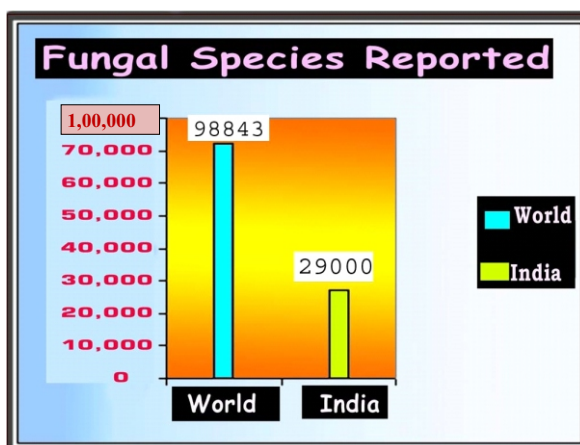 Fungal Species Reported
1,00,000
98843
70,000
60,000
50,000
World
40,000
29000
India
30,000
20,000
10,000
0
World India